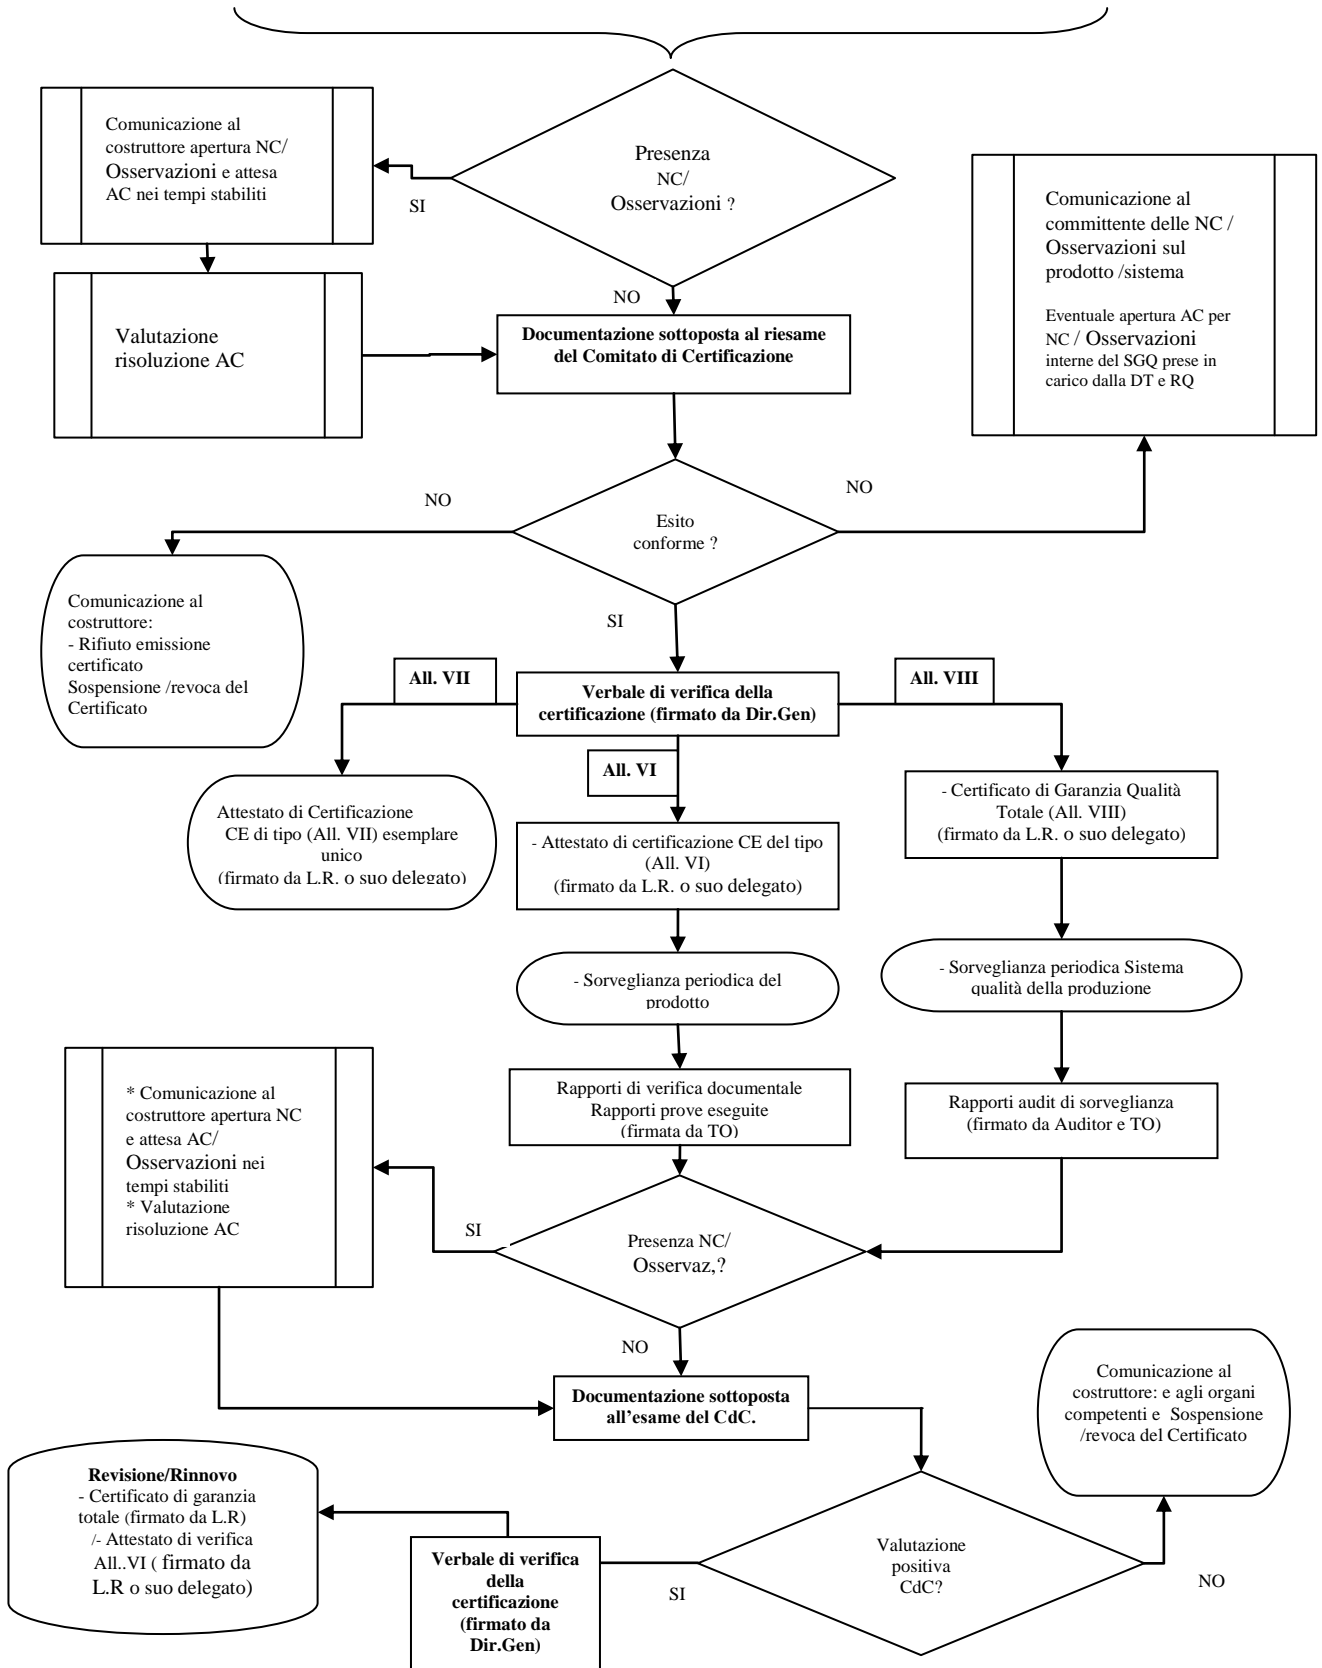 Comunicazione al
costruttore apertura NC/
Osservazioni e attesa
AC nei tempi stabiliti
SI
Presenza
NC/
Osservazioni ?
Comunicazione al
committente delle NC /
Osservazioni sul
prodotto /sistema
Eventuale apertura AC per
NC / Osservazioni
interne del SGQ prese in
carico dalla DT e RQ
NO
Valutazione
risoluzione AC
Documentazione sottoposta al riesame
del Comitato di Certificazione
NO
NO
Esito
conforme ?
Comunicazione al
costruttore:
- Rifiuto emissione
certificato
Sospensione /revoca del
Certificato
SI
All. VII
Verbale di verifica della
certificazione (firmato da Dir.Gen)
All. VIII
All. VI
Attestato di Certificazione
CE di tipo (All. VII) esemplare
unico
(firmato da L.R. o suo delegato)
- Attestato di certificazione CE del tipo
(All. VI)
(firmato da L.R. o suo delegato)
- Certificato di Garanzia Qualità
Totale (All. VIII)
(firmato da L.R. o suo delegato)
- Sorveglianza periodica del
prodotto
- Sorveglianza periodica Sistema
qualità della produzione
* Comunicazione al
costruttore apertura NC
e attesa AC/
Osservazioni nei
tempi stabiliti
* Valutazione
risoluzione AC
Rapporti di verifica documentale
Rapporti prove eseguite
(firmata da TO)
Rapporti audit di sorveglianza
(firmato da Auditor e TO)
SI
Presenza NC/
Osservaz,?
NO
Documentazione sottoposta
all'esame del CdC.
Comunicazione al
costruttore: e agli organi
competenti e Sospensione
/revoca del Certificato
Revisione/Rinnovo
- Certificato di garanzia
totale (firmato da L.R)
/- Attestato di verifica
All..VI ( firmato da
L.R o suo delegato)
Verbale di verifica
della
certificazione
(firmato da
Dir.Gen)
SI
Valutazione
positiva
CdC?
NO